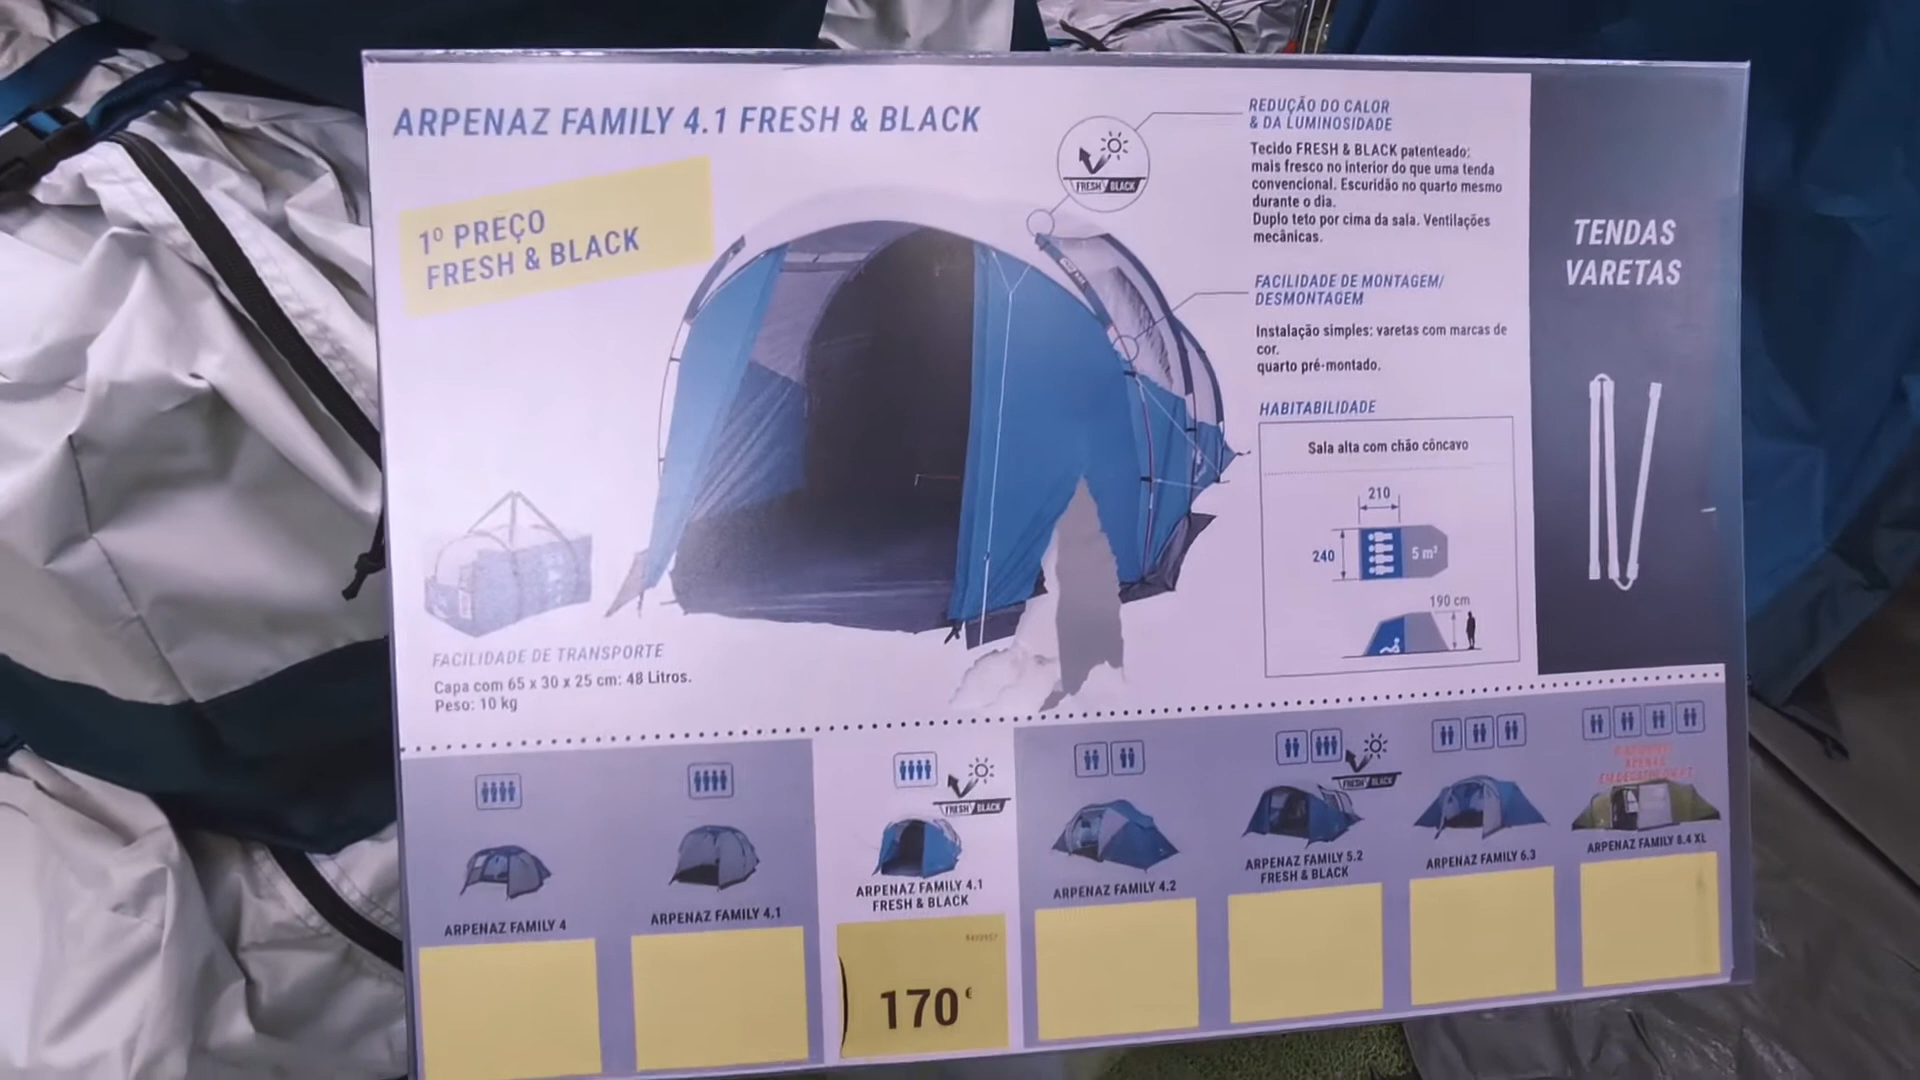 ARPENAZ FAMILY 4.1 FRESH & BLACK
1º PREÇO
FRESH & BLACK
FRESH BLACK
REDUÇÃO DO CALOR
& DA LUMINOSIDADE
Tecido FRESH & BLACK patenteado:
mais fresco no interior do que uma tenda
convencional. Escuridão no quarto mesmo
durante o dia.
Duplo teto por cima da sala. Ventilações
mecânicas.
FACILIDADE DE MONTAGEM/
DESMONTAGEM
Instalação simples: varetas com marcas de
cor.
quarto pré-montado.
HABITABILIDADE
Sala alta com chão côncavo
210
240
5 m²
190 cm
TENDAS
VARETAS
FACILIDADE DE TRANSPORTE
Capa com 65 x 30 x 25 cm: 48 Litros.
Peso: 10 kg
ARPENAZ FAMILY 4
ARPENAZ FAMILY 4.1
FRESH BLACK
ARPENAZ FAMILY 4.1
FRESH & BLACK
170€
ARPENAZ FAMILY 4.2
FRESH BLACK
ARPENAZ FAMILY 5.2
FRESH & BLACK
ARPENAZ FAMILY 6.3
ARPENAZ FAMILY 8.4 XL